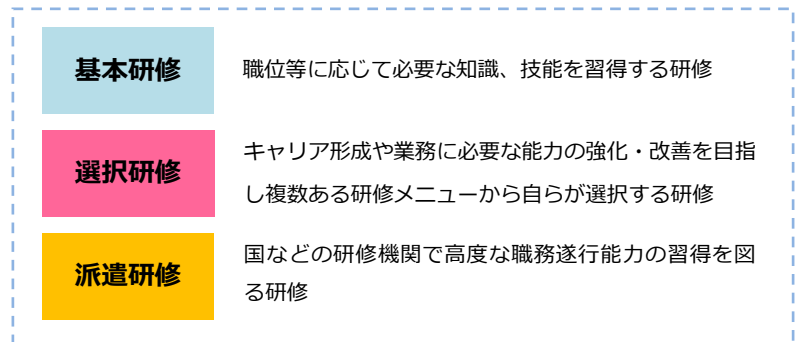 基本研修
職位等に応じて必要な知識、技能を習得する研修
選択研修
キャリア形成や業務に必要な能力の強化・改善を目指
し複数ある研修メニューから自らが選択する研修
派遣研修
国などの研修機関で高度な職務遂行能力の習得を図
る研修